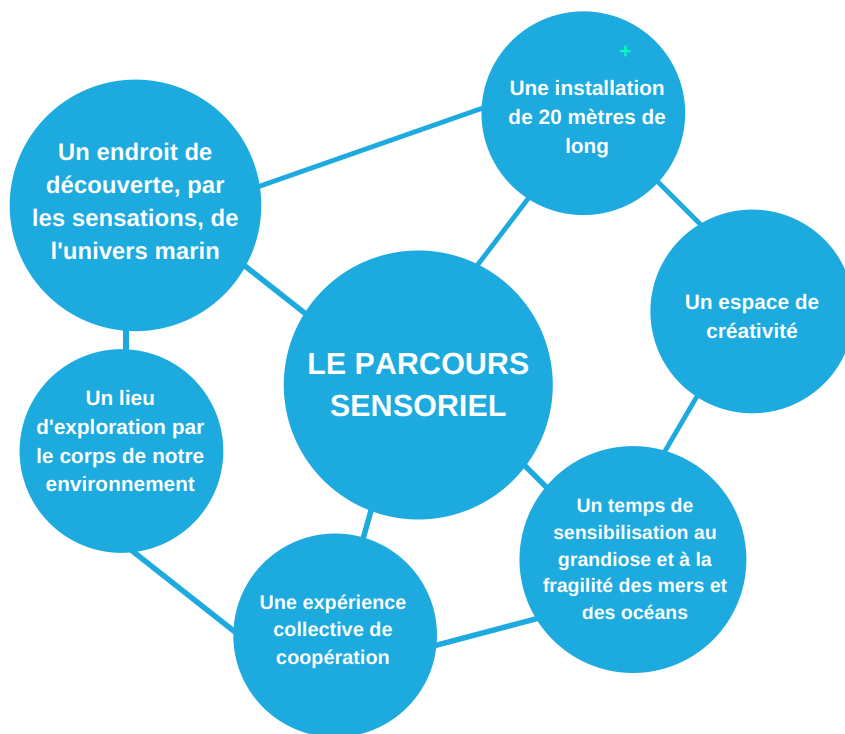 +
Une installation
de 20 mètres de
long
Un endroit de
découverte, par
les sensations, de
l'univers marin
Un espace de
créativité
LE PARCOURS
SENSORIEL
Un lieu
d'exploration par
le corps de notre
environnement
Un temps de
sensibilisation au
grandiose et à la
fragilité des mers et
des océans
Une expérience
collective de
coopération